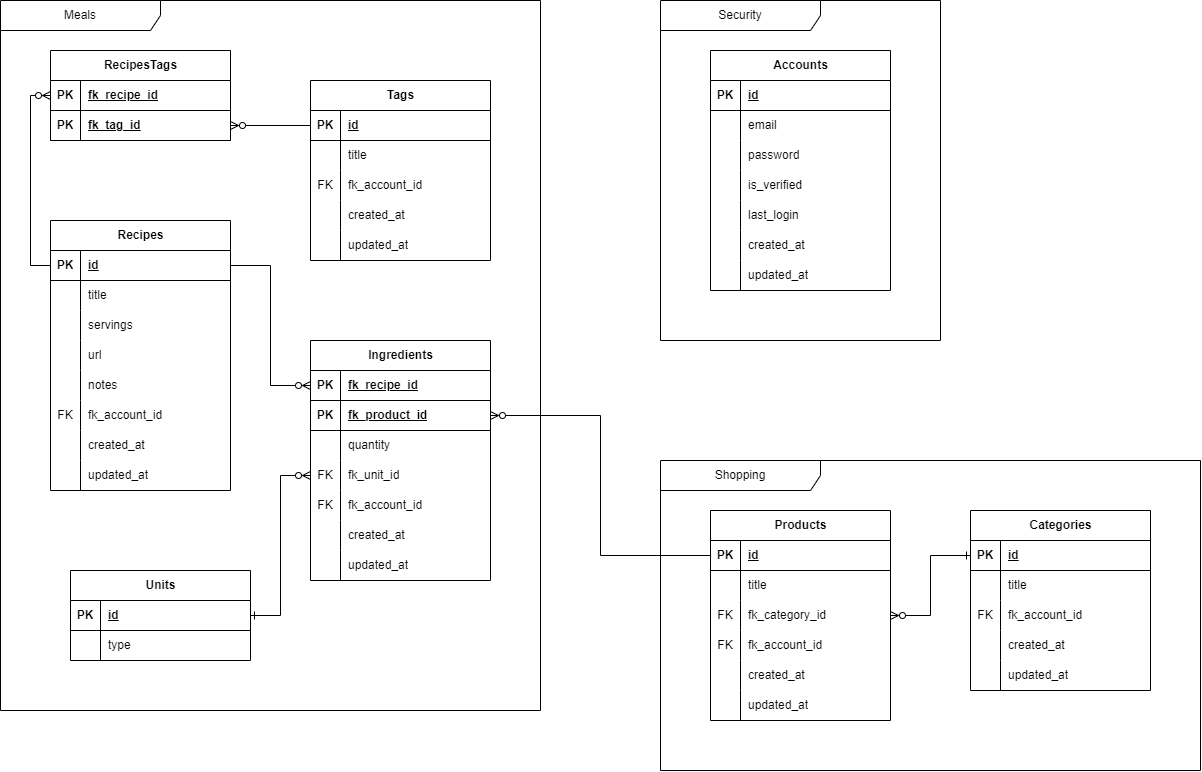 Meals
RecipesTags
PK fk_recipe_id
PK fk_tag_id
Tags
PK id
title
FK fk_account_id
created_at
updated_at
Recipes
PK id
title
servings
url
notes
FK fk_account_id
created_at
updated_at
Ingredients
PK fk_recipe_id
PK fk_product_id
quantity
FK fk_unit_id
FK fk_account_id
created_at
updated_at
Units
PK id
type
Security
Accounts
PK id
email
password
is_verified
last_login
created_at
updated_at
Shopping
Products
PK id
title
FK fk_category_id
FK fk_account_id
created_at
updated_at
Categories
PK id
title
FK fk_account_id
created_at
updated_at